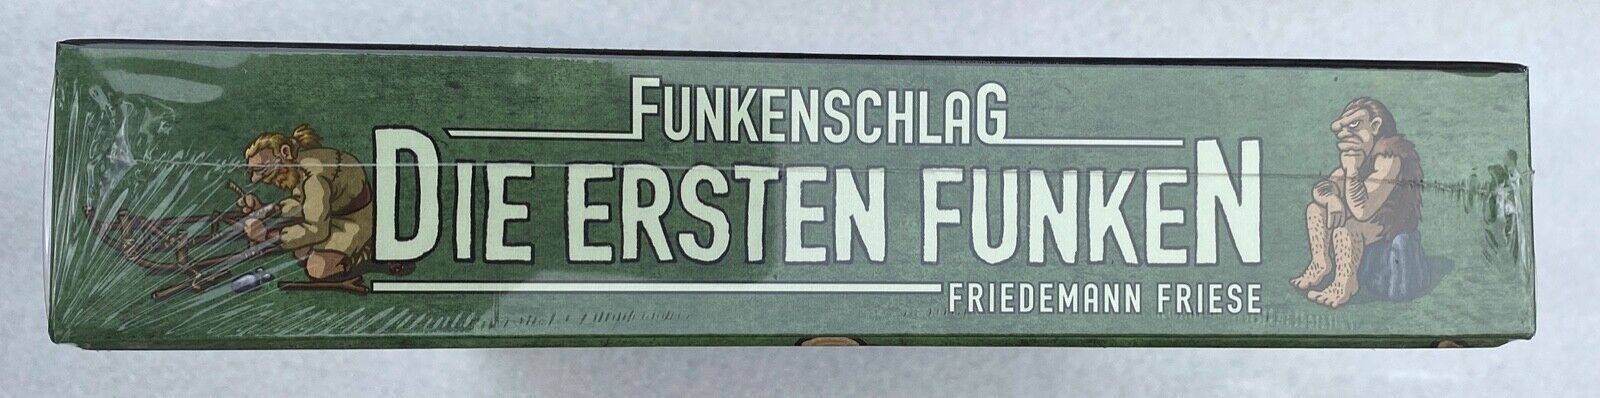 FUNKENSCHLAG
DIE ERSTEN FUNKEN
FRIEDEMANN FRIESE